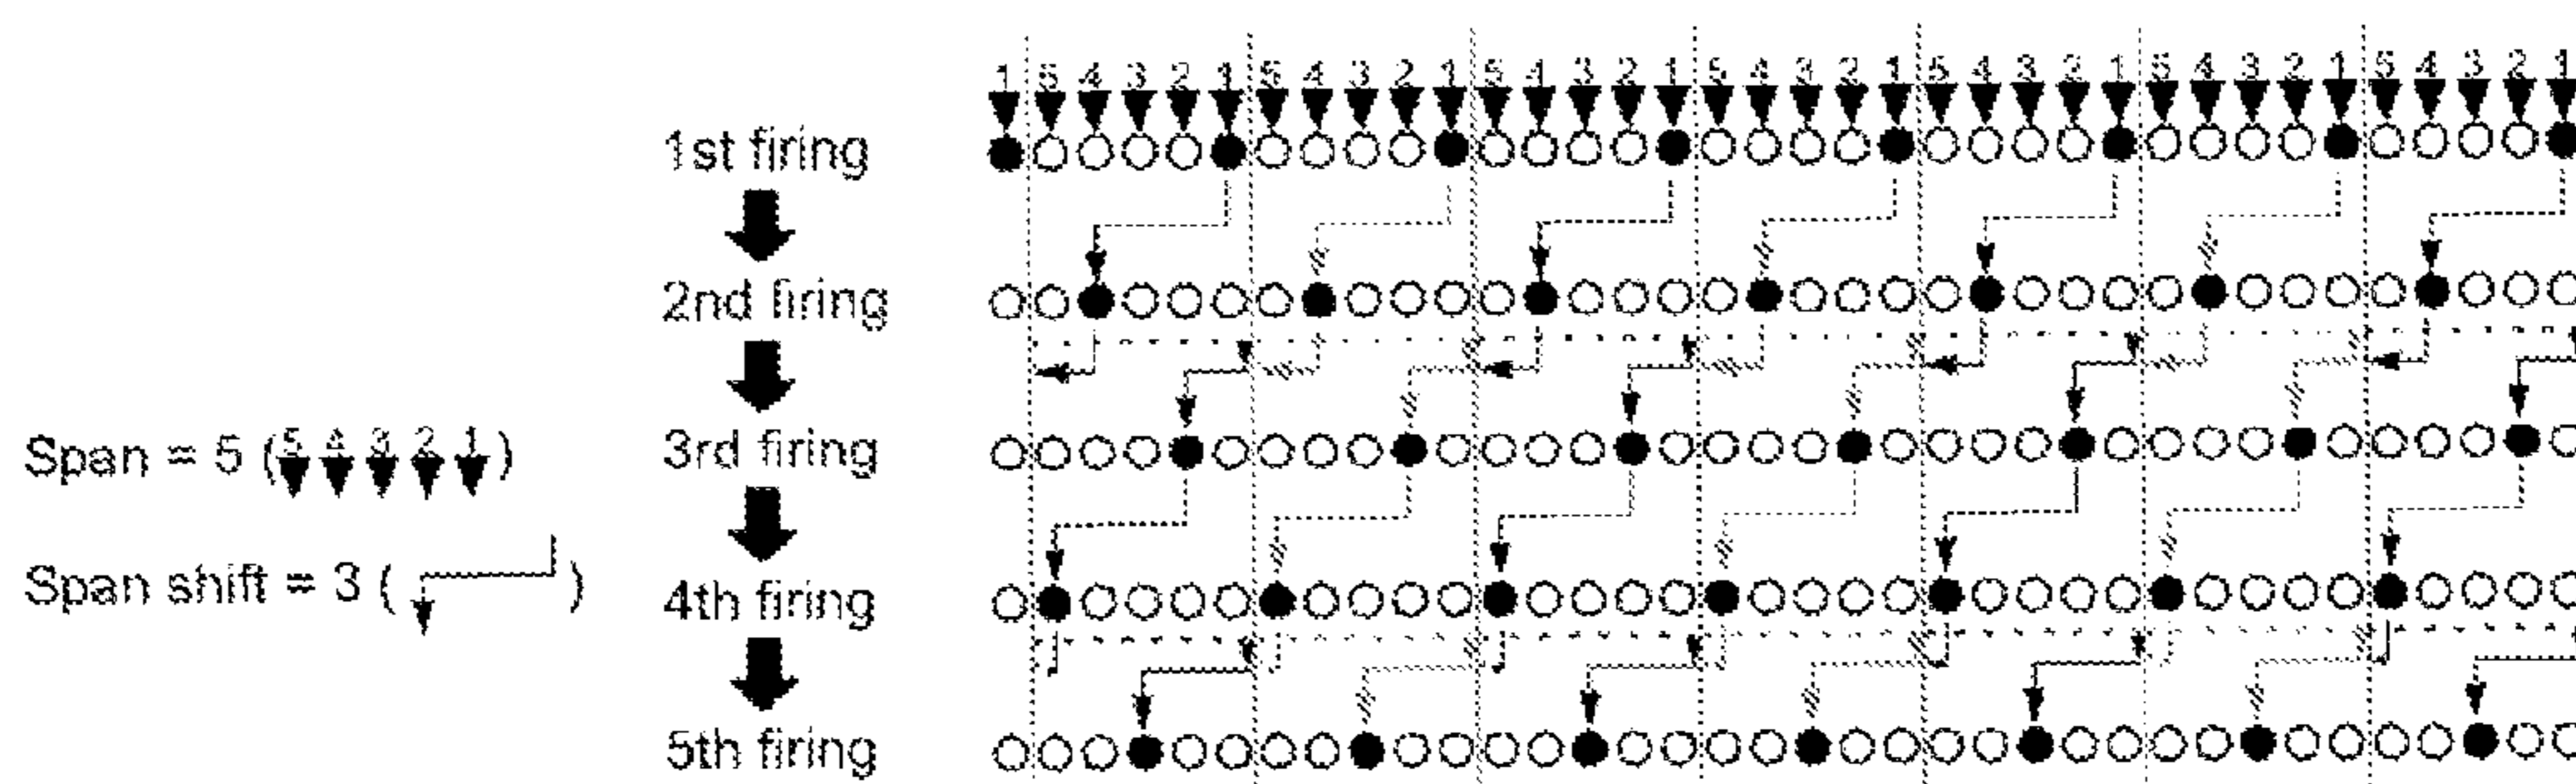 1 5 4 3 2 1 5 4 3 2 1 5 4 3 2 1 5 4 3 2 1 5 4 3 2 1 5 4 3 2 1 5 4 3 2 1
1st firing
2nd firing
3rd firing
4th firing
5th firing
Span = 5 (5 4 3 2 1)
Span shift = 3 ( )